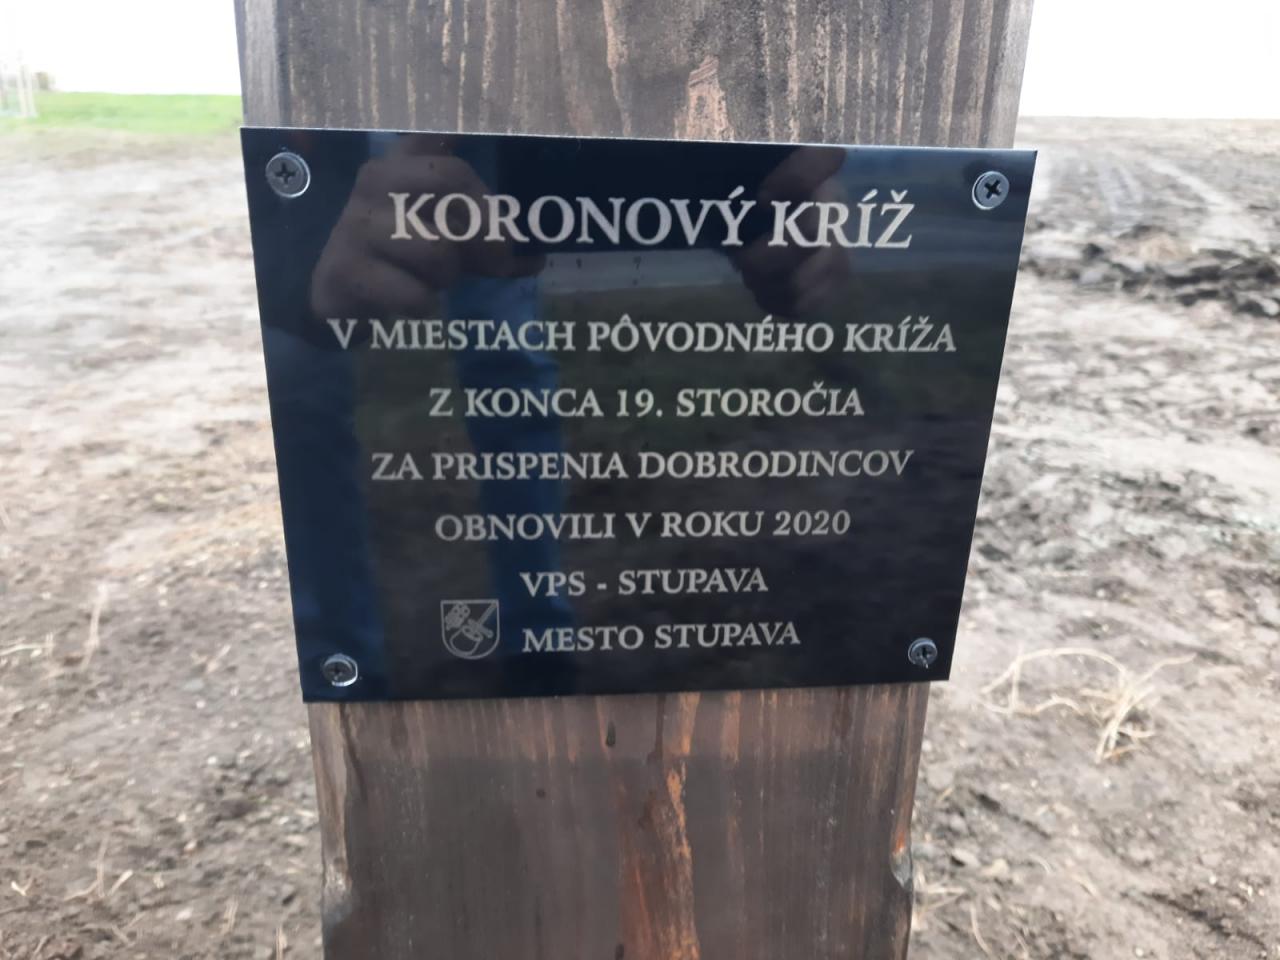 KORONOVÝ KRÍŽ
V MIESTACH PÔVODNÉHO KRÍŽA
Z KONCA 19. STOROČIA
ZA PRISPENIA DOBRODINCOV
OBNOVILI V ROKU 2020
VPS - STUPAVA
MESTO STUPAVA